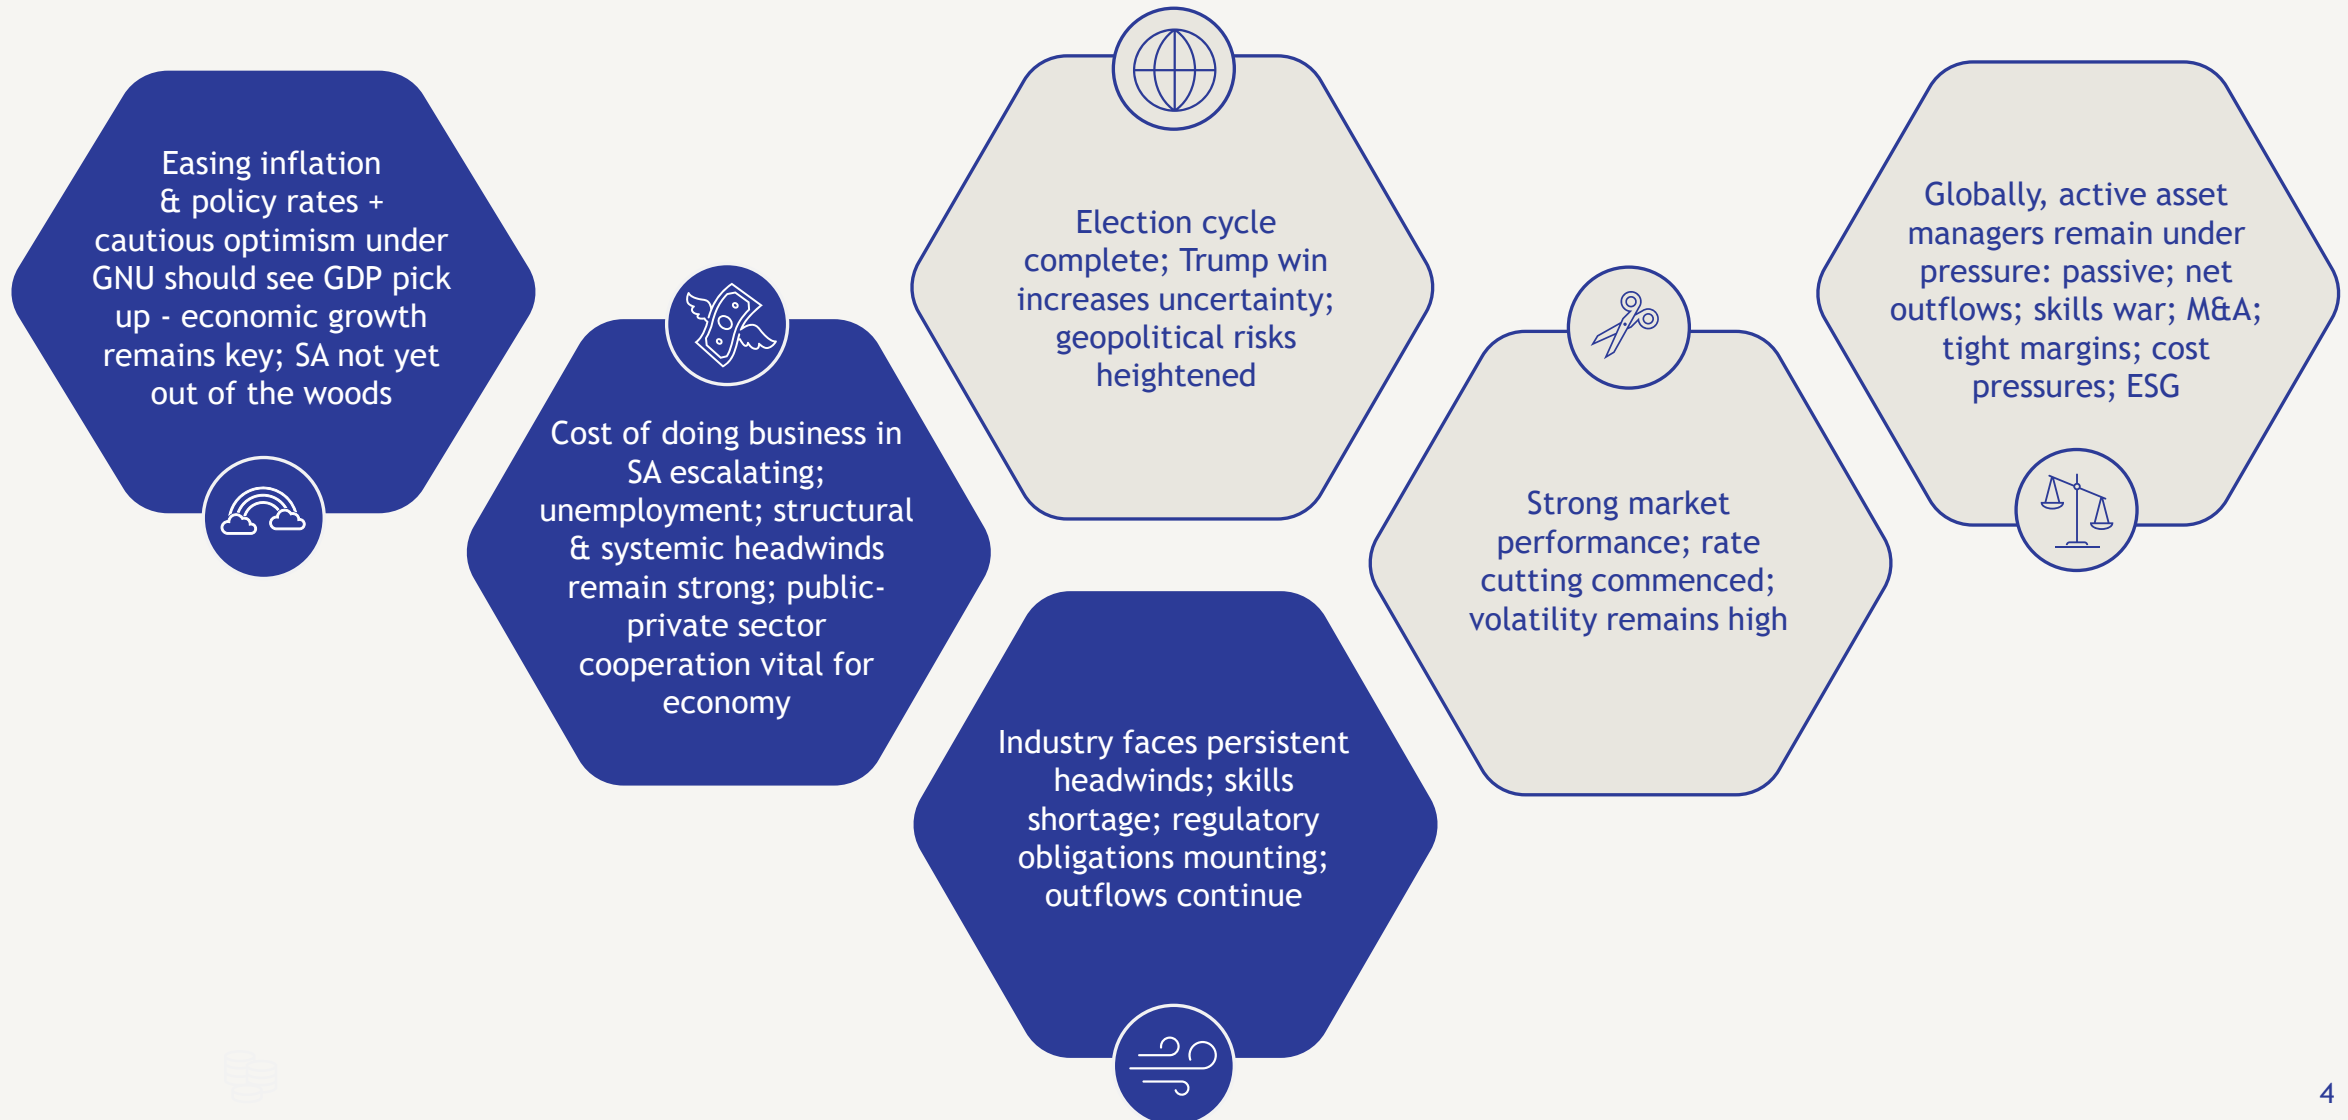 Easing inflation
& policy rates +
cautious optimism under
GNU should see GDP pick
up - economic growth
remains key; SA not yet
out of the woods
Cost of doing business in
SA escalating;
unemployment; structural
& systemic headwinds
remain strong; public-
private sector
cooperation vital for
economy
Election cycle
complete; Trump win
increases uncertainty;
geopolitical risks
heightened
Industry faces persistent
headwinds; skills
shortage; regulatory
obligations mounting;
outflows continue
Strong market
performance; rate
cutting commenced;
volatility remains high
Globally, active asset
managers remain under
pressure: passive; net
outflows; skills war; M&A;
tight margins; cost
pressures; ESG
4